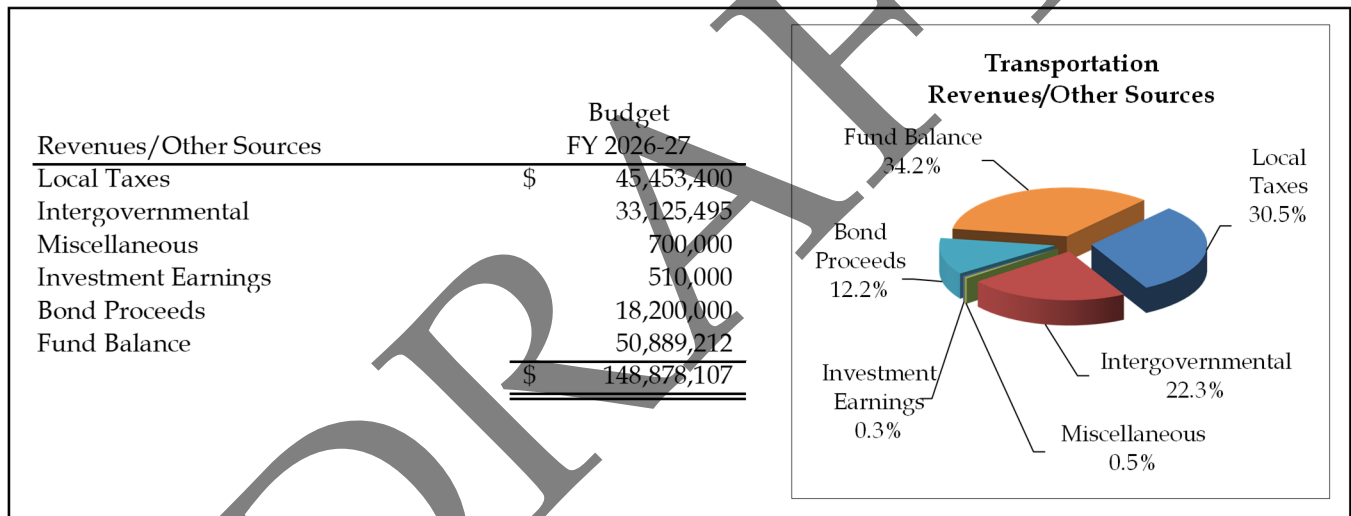 Budget
Revenues/Other Sources FY 2026-27
Local Taxes $ 45,453,400
Intergovernmental 33,125,495
Miscellaneous 700,000
Investment Earnings 510,000
Bond Proceeds 18,200,000
Fund Balance 50,889,212
$ 148,878,107
Transportation
Revenues/Other Sources
Fund Balance
34.2%
Local
Taxes
30.5%
Bond
Proceeds
12.2%
Intergovernmental
22.3%
Investment
Earnings
0.3%
Miscellaneous
0.5%
DRAFT